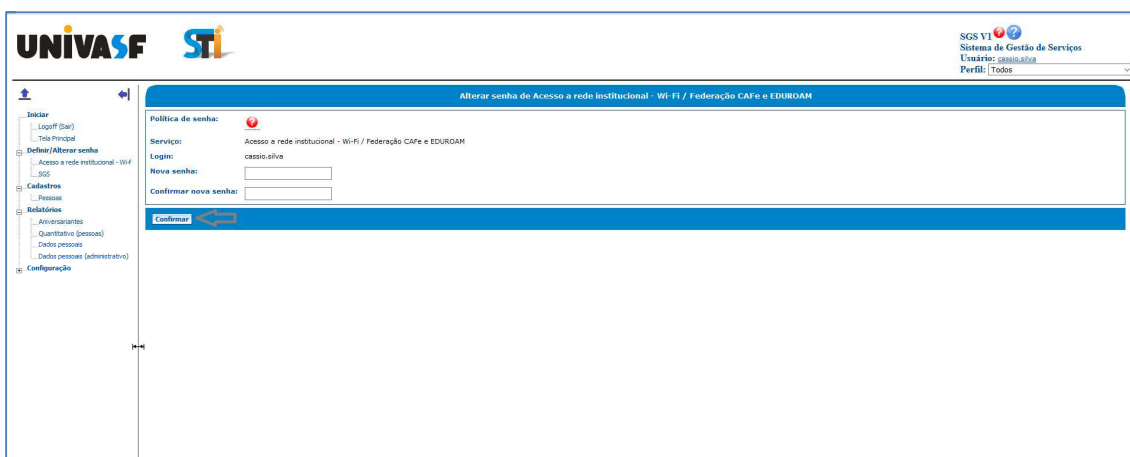 UNIVASF STI
SGS V1
Sistema de Gestão de Serviços
Usuário: cassio.silva
Perfil: Todos
Alterar senha de Acesso a rede institucional - Wi-Fi / Federação CAFe e EDUROAM
Iniciar
Logoff (Sair)
Tela Principal
Definir/Alterar senha
Acesso a rede institucional - Wi-F
SGS
Cadastros
Pessoas
Relatórios
Aniversariantes
Quantitativo (pessoas)
Dados pessoais
Dados pessoais (administrativo)
Configuração
Política de senha:
Serviço: Acesso a rede institucional - Wi-Fi / Federação CAFe e EDUROAM
Login: cassio.silva
Nova senha:
Confirmar nova senha:
Confirmar